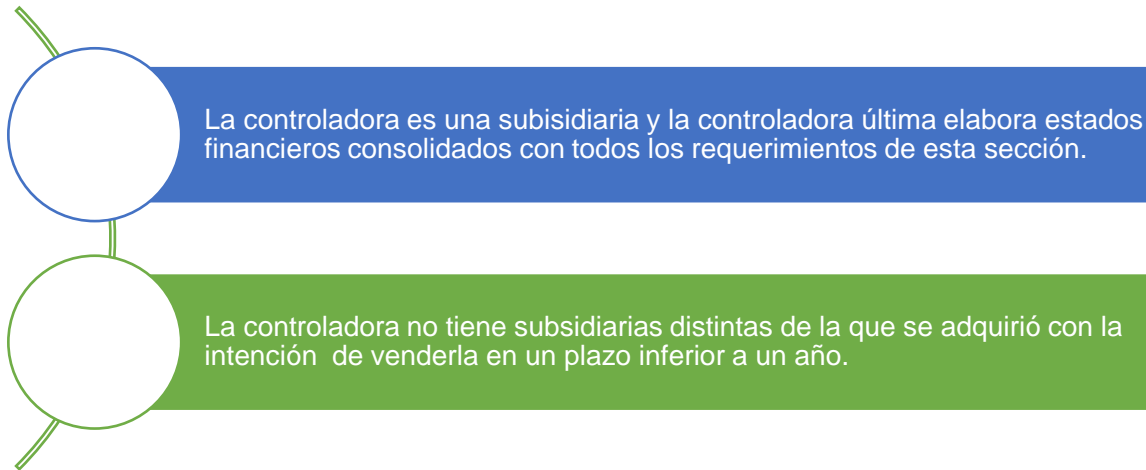 La controladora es una subisidiaria y la controladora última elabora estados
financieros consolidados con todos los requerimientos de esta sección.
La controladora no tiene subsidiarias distintas de la que se adquirió con la
intención  de venderla en un plazo inferior a un año.